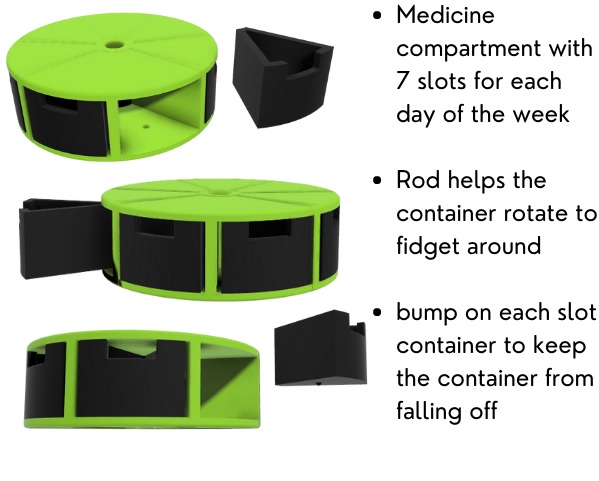 • Medicine
compartment with
7 slots for each
day of the week
• Rod helps the
container rotate to
fidget around
• bump on each slot
container to keep
the container from
falling off